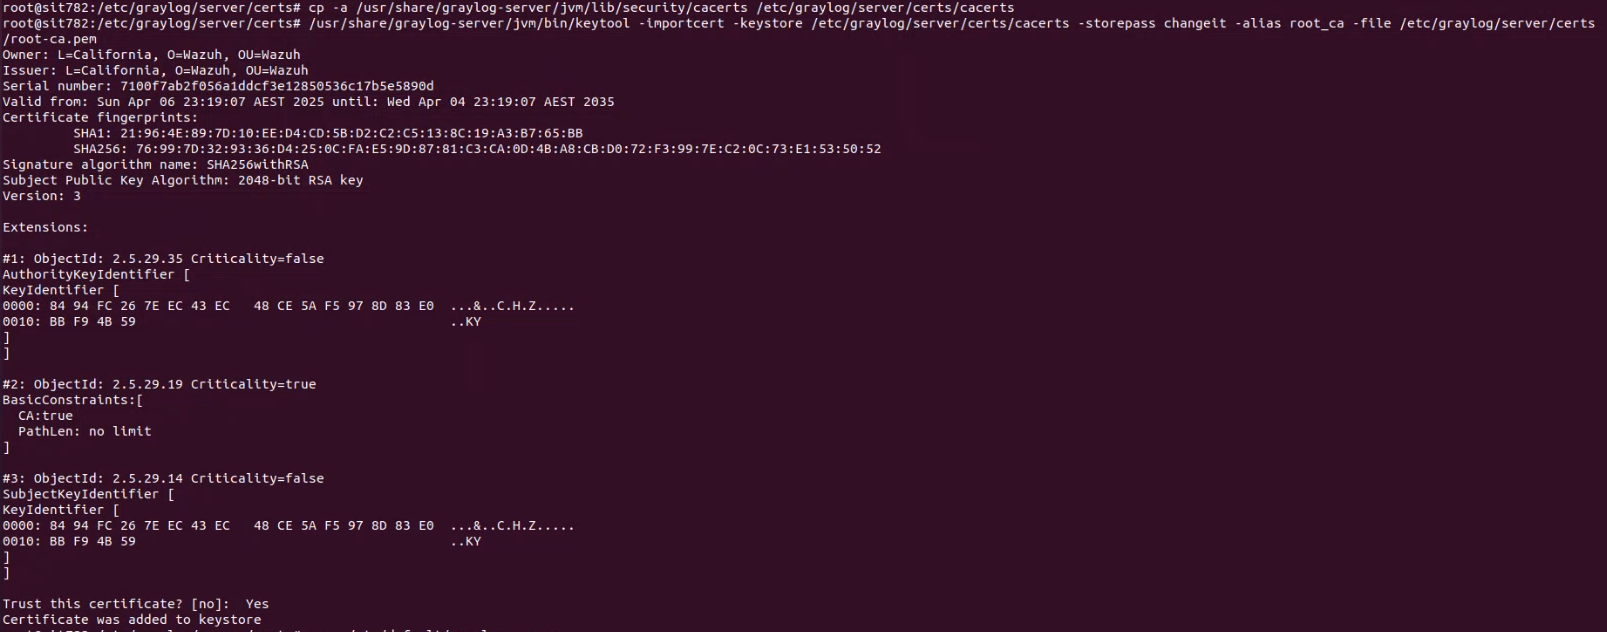 root@sit782:/etc/graylog/server/certs# cp -a /usr/share/graylog-server/jvm/lib/security/cacerts /etc/graylog/server/certs/cacerts
root@sit782:/etc/graylog/server/certs# /usr/share/graylog-server/jvm/bin/keytool -importcert -keystore /etc/graylog/server/certs/cacerts -storepass changeit -alias root_ca -file /etc/graylog/server/certs
/root-ca.pem
Owner: L=California, O=Wazuh, OU=Wazuh
Issuer: L=California, O=Wazuh, OU=Wazuh
Serial number: 7100f7ab2f056a1ddcf3e12850536c17b5e5890d
Valid from: Sun Apr 06 23:19:07 AEST 2025 until: Wed Apr 04 23:19:07 AEST 2035
Certificate fingerprints:
         SHA1: 21:96:4E:89:7D:10:EE:D4:CD:5B:D2:C2:C5:13:8C:19:A3:B7:65:BB
         SHA256: 76:99:7D:32:93:36:D4:25:0C:FA:E5:9D:87:81:C3:CA:0D:4B:A8:CB:D0:72:F3:99:7E:C2:0C:73:E1:53:50:52
Signature algorithm name: SHA256withRSA
Subject Public Key Algorithm: 2048-bit RSA key
Version: 3
Extensions:
#1: ObjectId: 2.5.29.35 Criticality=false
AuthorityKeyIdentifier [
KeyIdentifier [
0000: 84 94 FC 26 7E EC 43 EC   48 CE 5A F5 97 8D 83 E0  ...&..C.H.Z.....
0010: BB F9 4B 59                                        ..KY
]
]
#2: ObjectId: 2.5.29.19 Criticality=true
BasicConstraints:[
  CA:true
  PathLen: no limit
]
#3: ObjectId: 2.5.29.14 Criticality=false
SubjectKeyIdentifier [
KeyIdentifier [
0000: 84 94 FC 26 7E EC 43 EC   48 CE 5A F5 97 8D 83 E0  ...&..C.H.Z.....
0010: BB F9 4B 59                                        ..KY
]
]
Trust this certificate? [no]:  Yes
Certificate was added to keystore